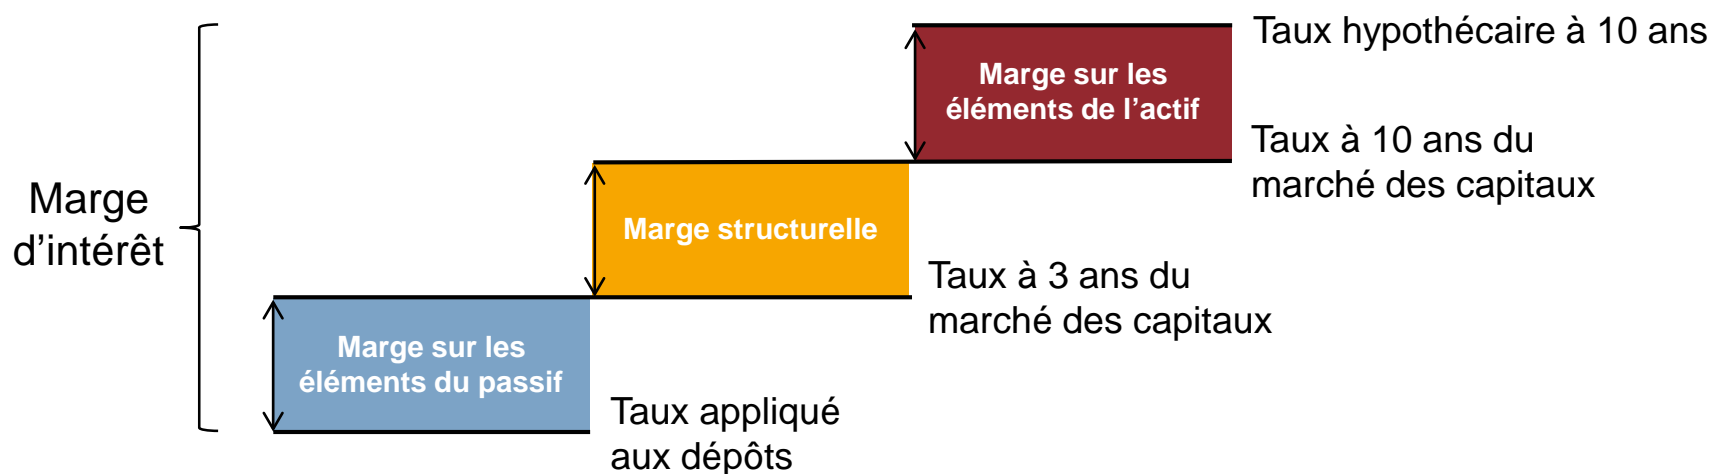 Taux hypothécaire à 10 ans
Marge sur les
éléments de l’actif
Taux à 10 ans du
marché des capitaux
Marge
d’intérêt
Marge structurelle
Taux à 3 ans du
marché des capitaux
Marge sur les
éléments du passif
Taux appliqué
aux dépôts